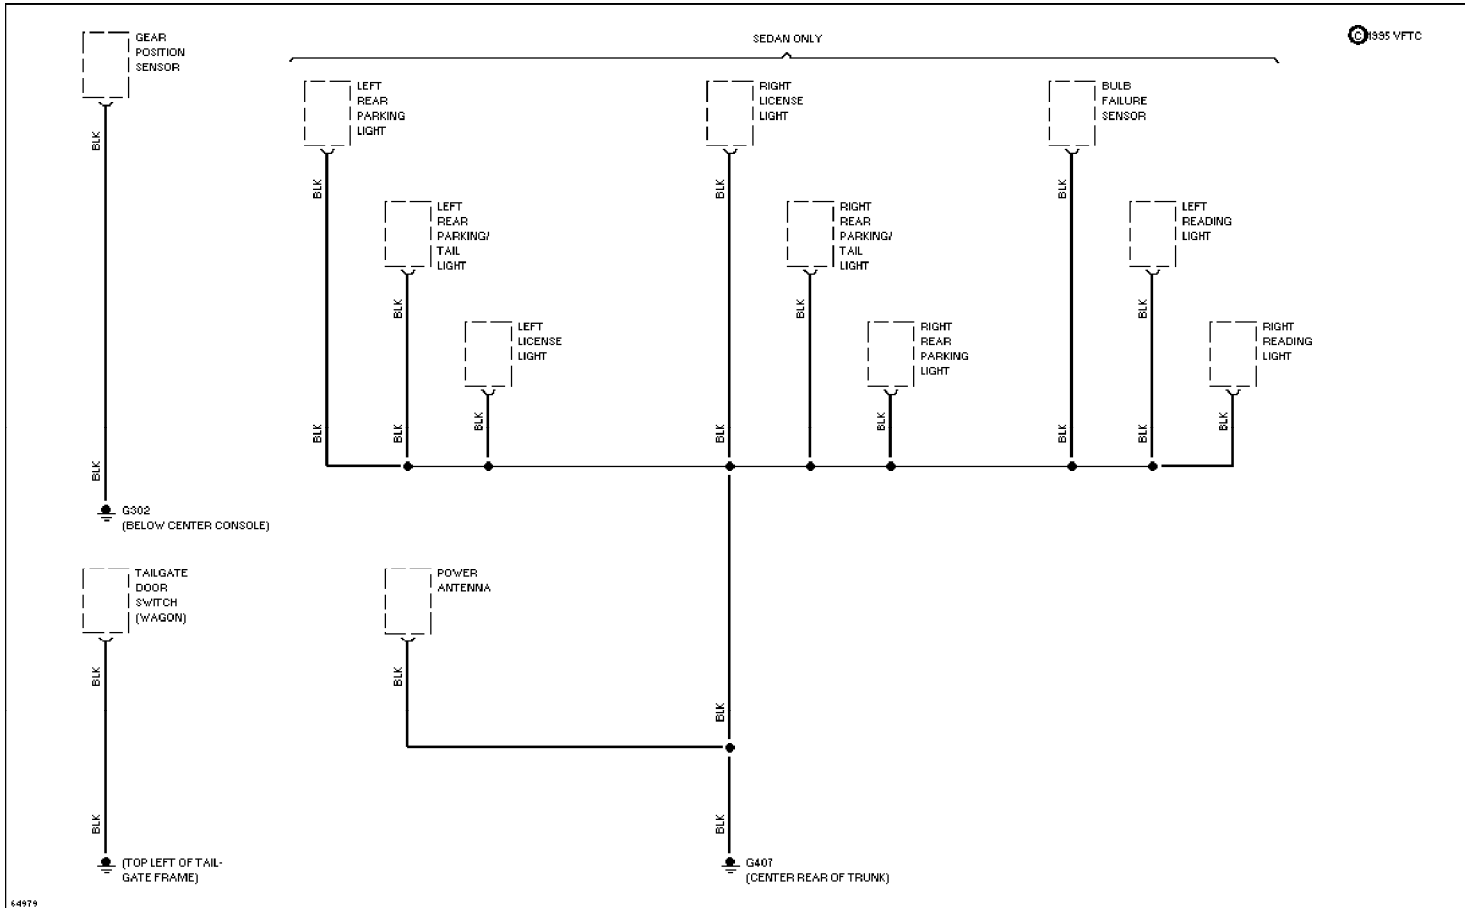 GEAR
POSITION
SENSOR
SEDAN ONLY
© 1995 VFTC
LEFT
REAR
PARKING
LIGHT
RIGHT
LICENSE
LIGHT
BULB
FAILURE
SENSOR
BLK
BLK
BLK
BLK
LEFT
REAR
PARKING/
TAIL
LIGHT
RIGHT
REAR
PARKING/
TAIL
LIGHT
LEFT
READING
LIGHT
BLK
BLK
BLK
LEFT
LICENSE
LIGHT
RIGHT
REAR
PARKING
LIGHT
RIGHT
READING
LIGHT
BLK
BLK
BLK
BLK
BLK
BLK
BLK
BLK
BLK
BLK
BLK
G302
(BELOW CENTER CONSOLE)
TAILGATE
DOOR
SWITCH
(WAGON)
POWER
ANTENNA
BLK
BLK
BLK
BLK
BLK
(TOP LEFT OF TAIL-
GATE FRAME)
G407
(CENTER REAR OF TRUNK)
64979